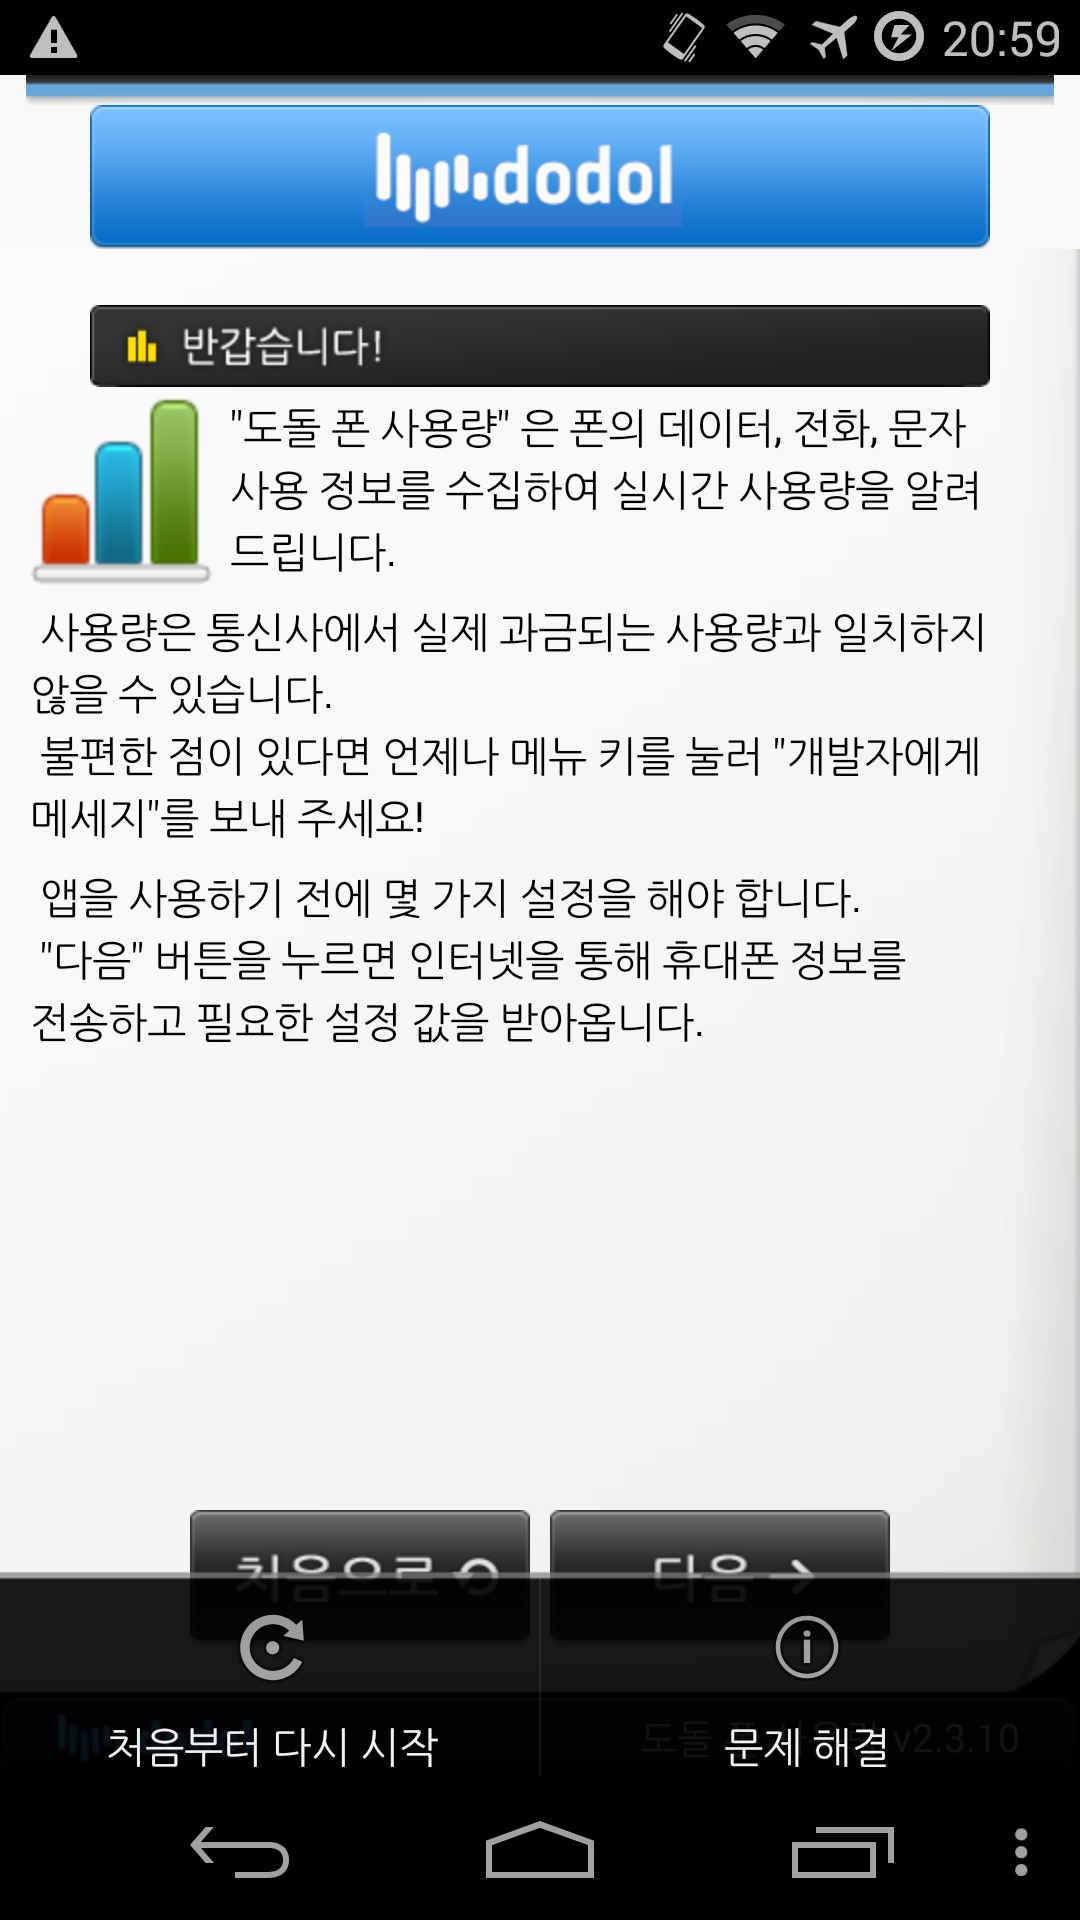 20:59
dodol
반갑습니다!
"도돌 폰 사용량" 은 폰의 데이터, 전화, 문자
사용 정보를 수집하여 실시간 사용량을 알려
드립니다.
사용량은 통신사에서 실제 과금되는 사용량과 일치하지
않을 수 있습니다.
불편한 점이 있다면 언제나 메뉴 키를 눌러 "개발자에게
메세지"를 보내 주세요!
앱을 사용하기 전에 몇 가지 설정을 해야 합니다.
"다음" 버튼을 누르면 인터넷을 통해 휴대폰 정보를
전송하고 필요한 설정 값을 받아옵니다.
처음으로 다음
도돌 폰 사용량 v2.3.10
처음부터 다시 시작 문제 해결